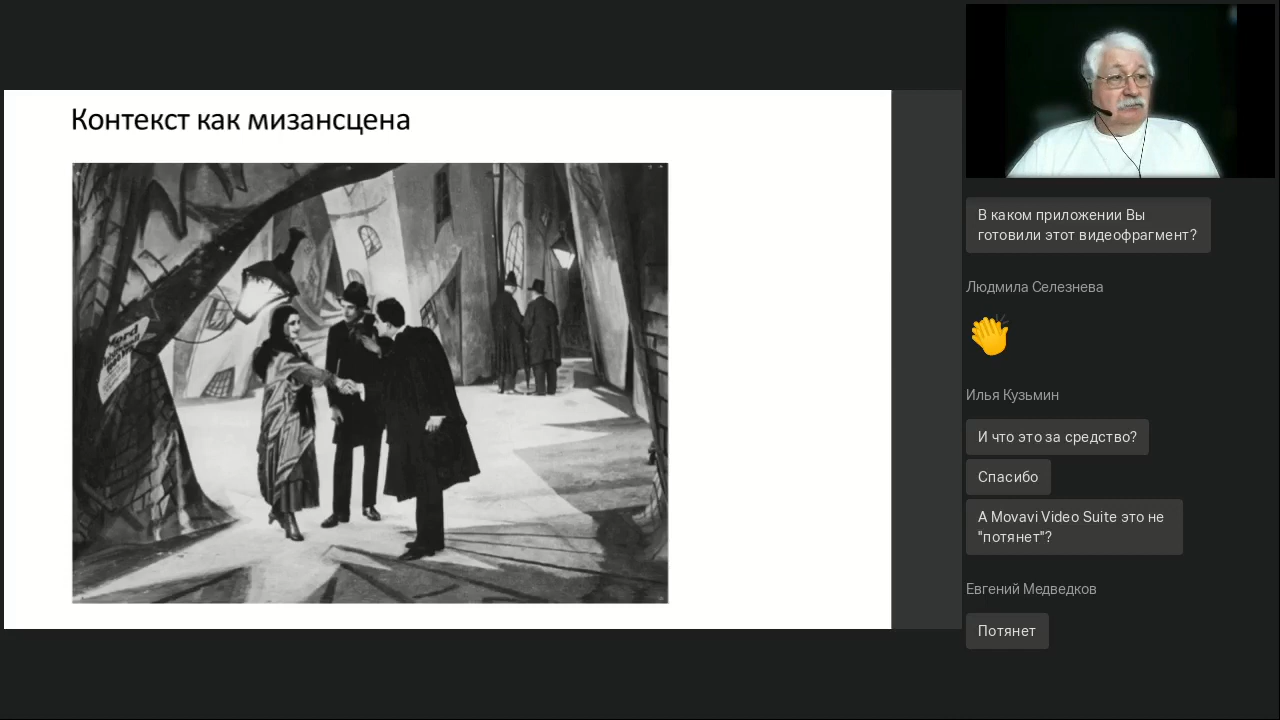 Контекст как мизансцена
В каком приложении Вы
готовили этот видеофрагмент?
Людмила Селезнева
Илья Кузьмин
И что это за средство?
Спасибо
А Movavi Video Suite это не
"потянет"?
Евгений Медведков
Потянет